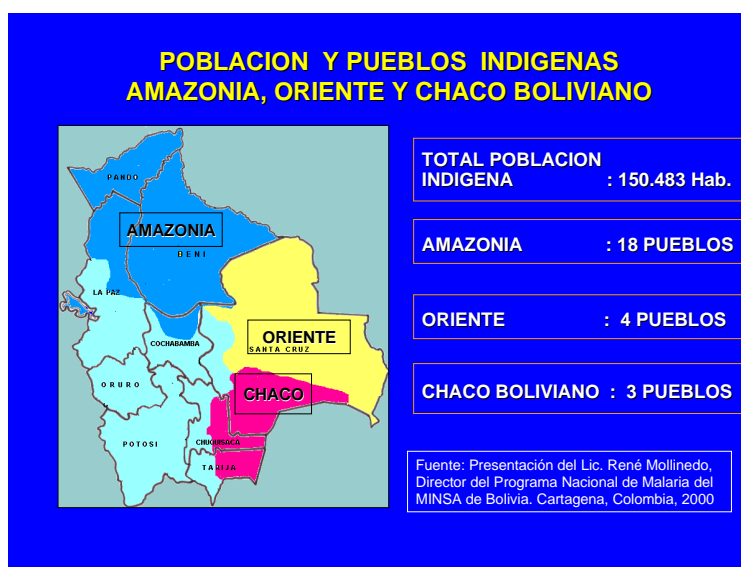 POBLACION Y PUEBLOS INDIGENAS
AMAZONIA, ORIENTE Y CHACO BOLIVIANO
PANDO
AMAZONIA
BENI
LA PAZ
COCHABAMBA
ORIENTE
SANTA CRUZ
ORURO
CHACO
POTOSI
CHUQUISACA
TARIJA
TOTAL POBLACION
INDIGENA : 150.483 Hab.
AMAZONIA : 18 PUEBLOS
ORIENTE : 4 PUEBLOS
CHACO BOLIVIANO : 3 PUEBLOS
Fuente: Presentación del Lic. René Mollinedo,
Director del Programa Nacional de Malaria del
MINSA de Bolivia. Cartagena, Colombia, 2000